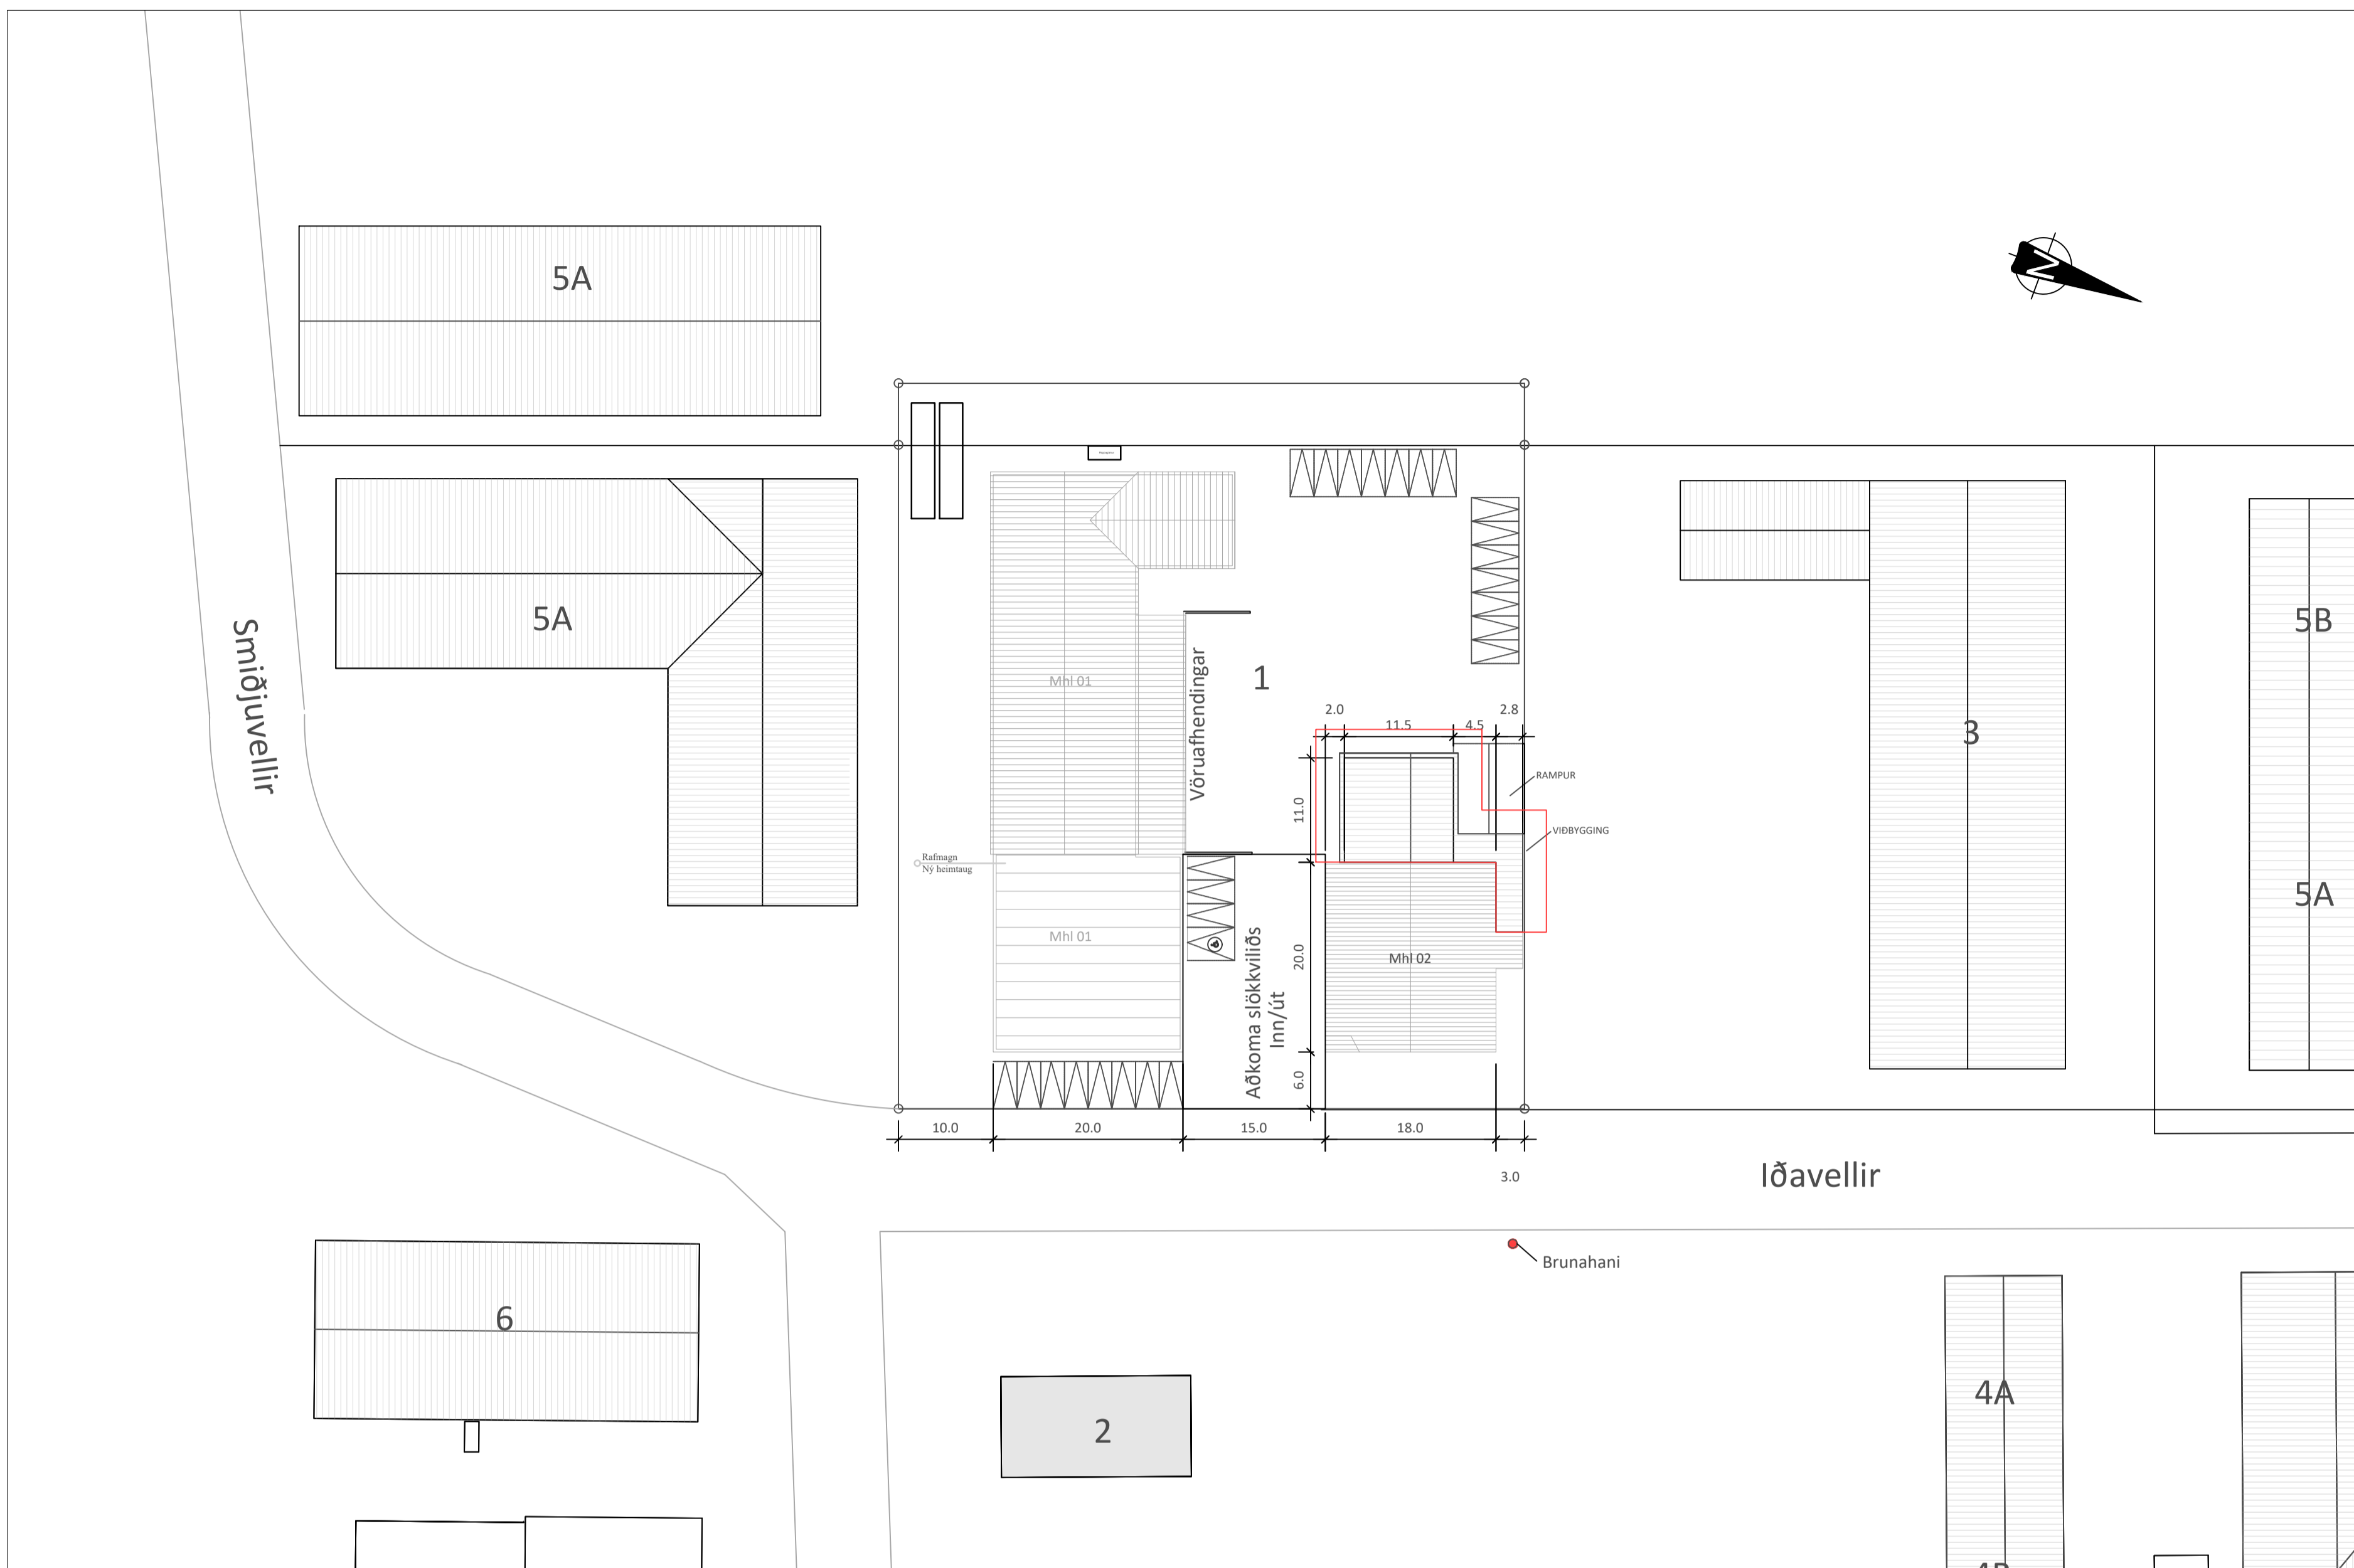 5A
N
5A
5B
5A
Smiðjuvellir
Mhl 01
Vöruafhendingar
1
3
2.0
11.5
4.5
2.8
RAMPUR
11.0
VIÐBYGGING
Rafmagn
Ný heimtaug
Mhl 01
Aðkoma slökkviliðs
Inn/út
20.0
Mhl 02
6.0
10.0
20.0
15.0
18.0
3.0
Iðavellir
Brunahani
6
2
4A
4B